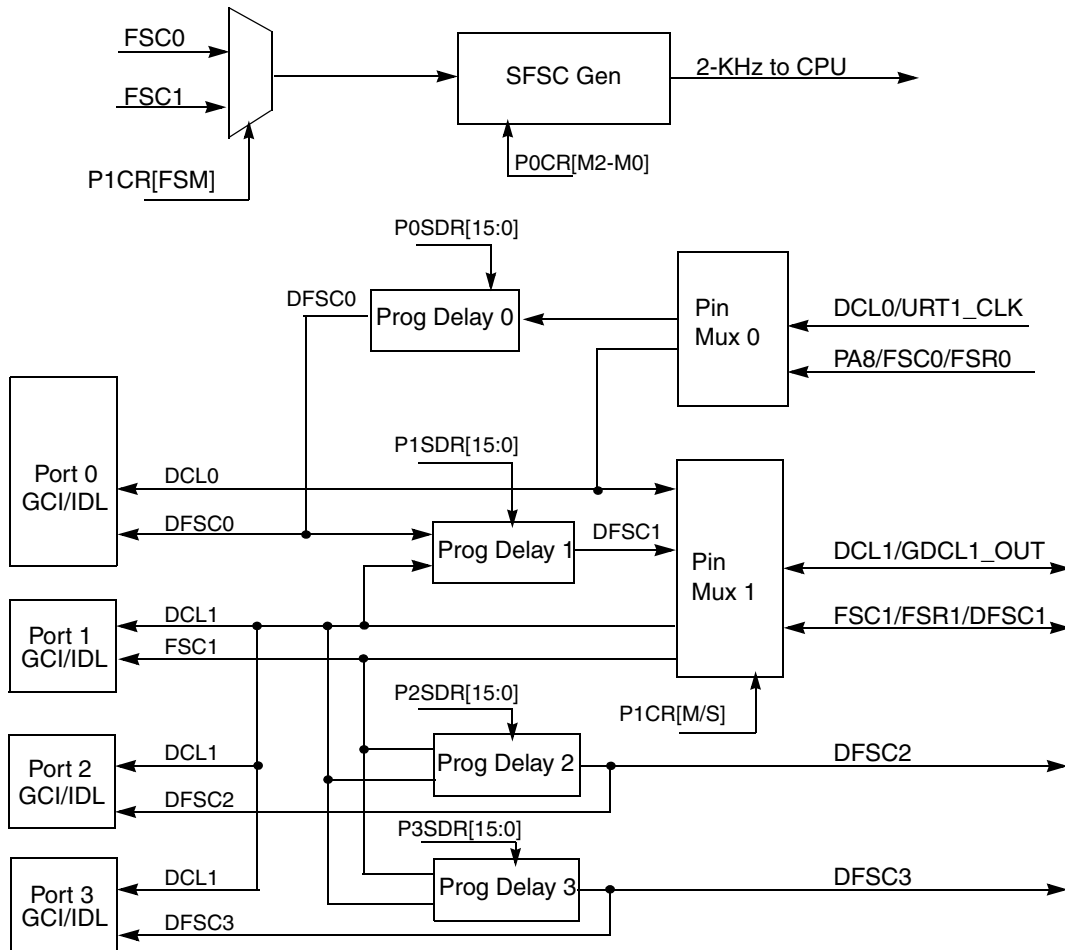 FSC0
FSC1
P1CR[FSM]
SFSC Gen
2-KHz to CPU
P0CR[M2-M0]
P0SDR[15:0]
DFSC0
Prog Delay 0
Pin
Mux 0
DCL0/URT1_CLK
PA8/FSC0/FSR0
Port 0
GCI/IDL
DCL0
DFSC0
P1SDR[15:0]
Prog Delay 1
DFSC1
Pin
Mux 1
DCL1/GDCL1_OUT
FSC1/FSR1/DFSC1
P1CR[M/S]
Port 1
GCI/IDL
DCL1
FSC1
P2SDR[15:0]
Prog Delay 2
DFSC2
Port 2
GCI/IDL
DCL1
DFSC2
P3SDR[15:0]
Prog Delay 3
DFSC3
Port 3
GCI/IDL
DCL1
DFSC3